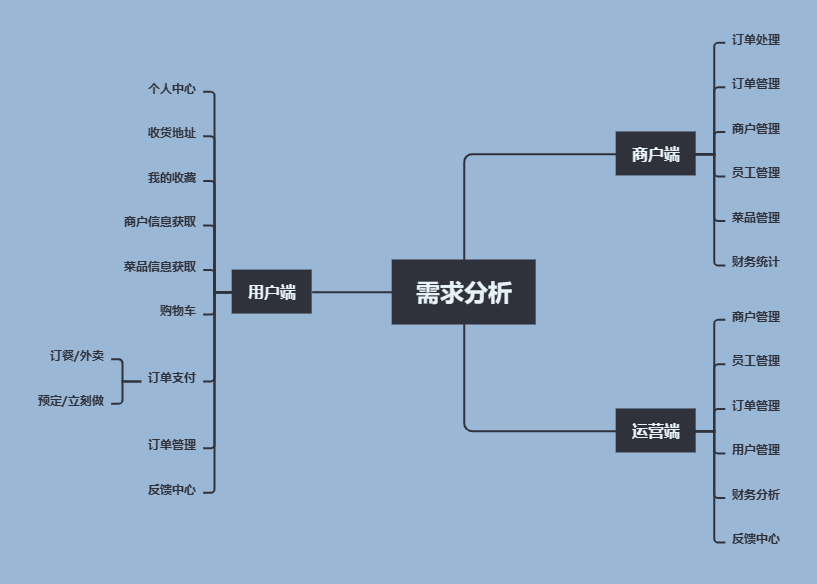 需求分析
用户端
个人中心
收货地址
我的收藏
商户信息获取
菜品信息获取
购物车
订单支付
订餐/外卖
预定/立刻做
订单管理
反馈中心
商户端
订单处理
订单管理
商户管理
员工管理
菜品管理
财务统计
运营端
商户管理
员工管理
订单管理
用户管理
财务分析
反馈中心